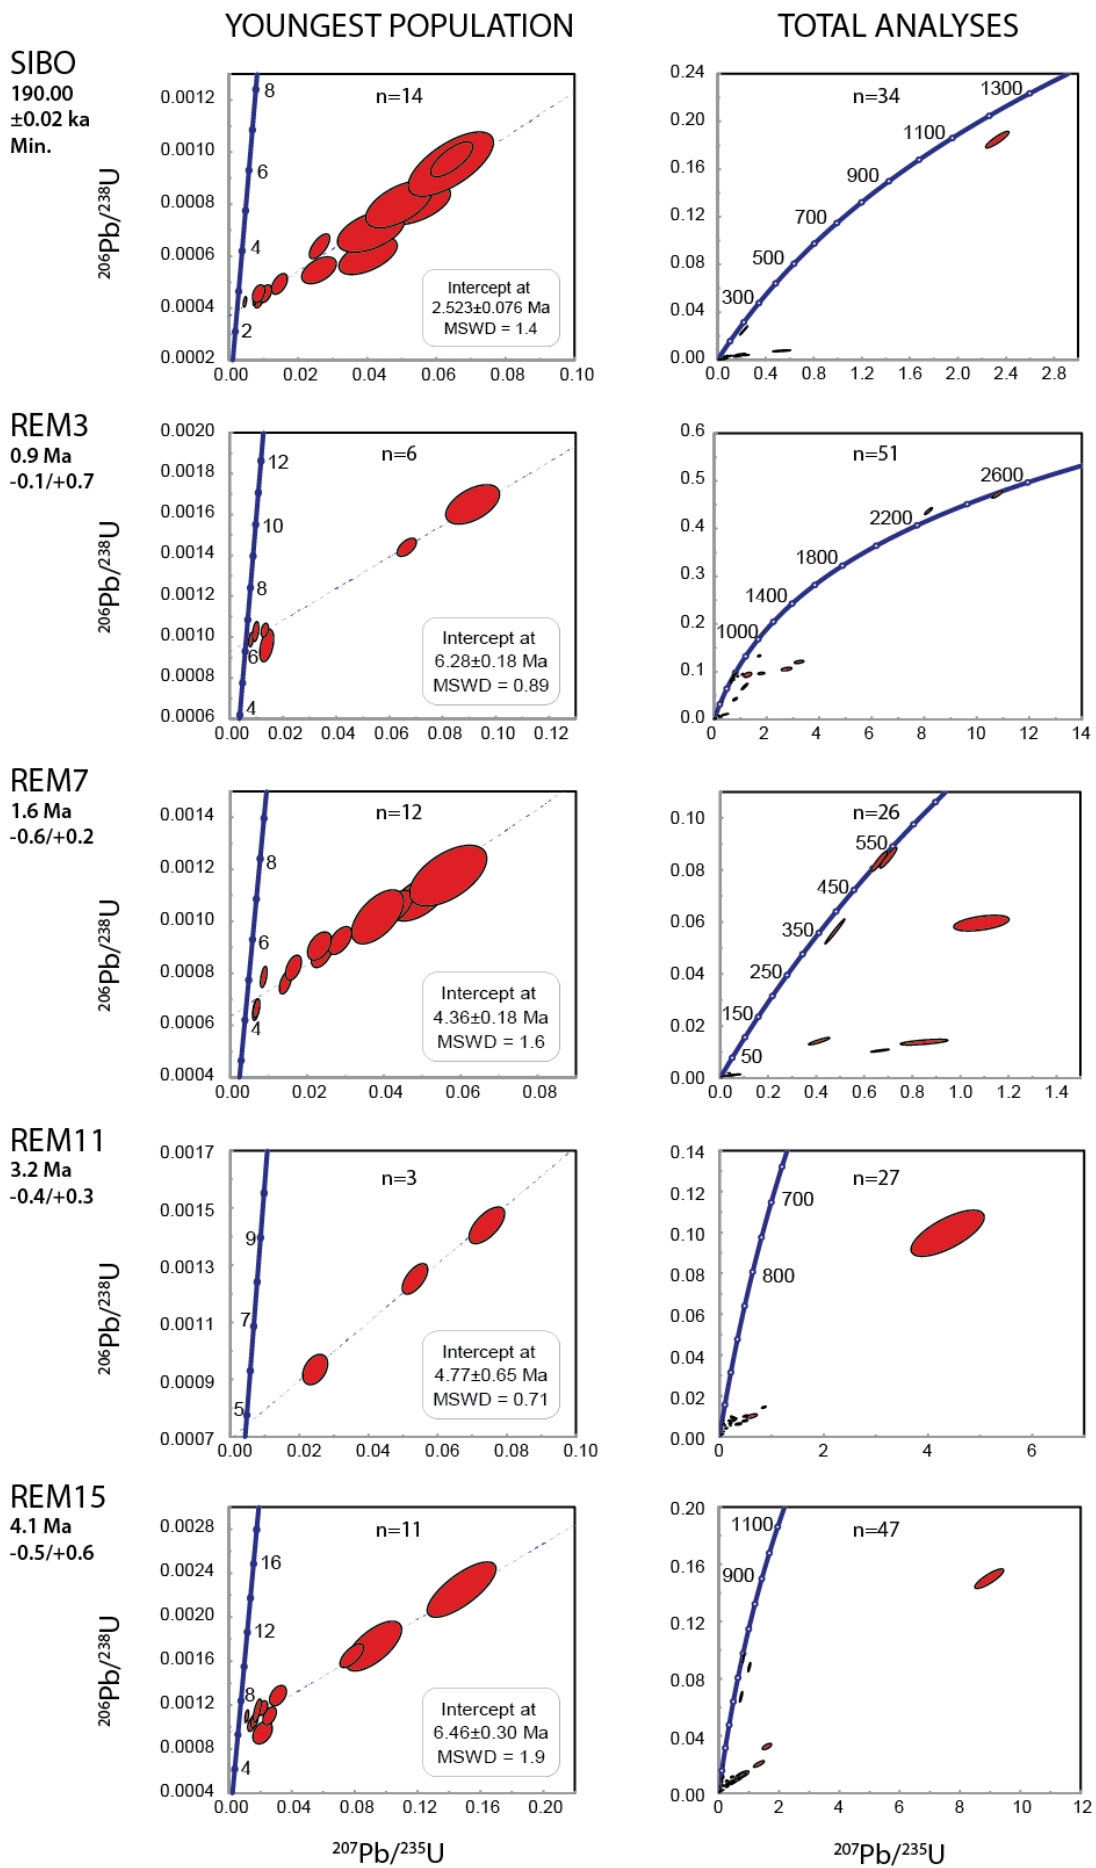 YOUNGEST POPULATION
TOTAL ANALYSES
SIBO
190.00
±0.02 ka
Min.
206Pb/238U
0.0012
0.0010
0.0008
0.0006
0.0004
0.0002
n=14
8
6
4
2
Intercept at
2.523±0.076 Ma
MSWD = 1.4
0.00 0.02 0.04 0.06 0.08 0.10
0.24
0.20
0.16
0.12
0.08
0.04
0.00
n=34
1300
1100
900
700
500
300
0.0 0.4 0.8 1.2 1.6 2.0 2.4 2.8
REM3
0.9 Ma
-0.1/+0.7
206Pb/238U
0.0020
0.0018
0.0016
0.0014
0.0012
0.0010
0.0008
0.0006
n=6
12
10
8
6
4
Intercept at
6.28±0.18 Ma
MSWD = 0.89
0.00 0.02 0.04 0.06 0.08 0.10 0.12
0.6
0.5
0.4
0.3
0.2
0.1
0.0
n=51
2600
2200
1800
1400
1000
0 2 4 6 8 10 12 14
REM7
1.6 Ma
-0.6/+0.2
206Pb/238U
0.0014
0.0012
0.0010
0.0008
0.0006
0.0004
n=12
8
6
4
Intercept at
4.36±0.18 Ma
MSWD = 1.6
0.00 0.02 0.04 0.06 0.08
0.10
0.08
0.06
0.04
0.02
0.00
n=26
550
450
350
250
150
50
0.0 0.2 0.4 0.6 0.8 1.0 1.2 1.4
REM11
3.2 Ma
-0.4/+0.3
206Pb/238U
0.0017
0.0015
0.0013
0.0011
0.0009
0.0007
n=3
9
7
5
Intercept at
4.77±0.65 Ma
MSWD = 0.71
0.00 0.02 0.04 0.06 0.08 0.10
0.14
0.12
0.10
0.08
0.06
0.04
0.02
0.00
n=27
700
800
0 2 4 6
REM15
4.1 Ma
-0.5/+0.6
206Pb/238U
0.0028
0.0024
0.0020
0.0016
0.0012
0.0008
0.0004
n=11
16
12
8
4
Intercept at
6.46±0.30 Ma
MSWD = 1.9
0.00 0.04 0.08 0.12 0.16 0.20
0.20
0.16
0.12
0.08
0.04
0.00
n=47
1100
900
0 2 4 6 8 10 12
207Pb/235U
207Pb/235U